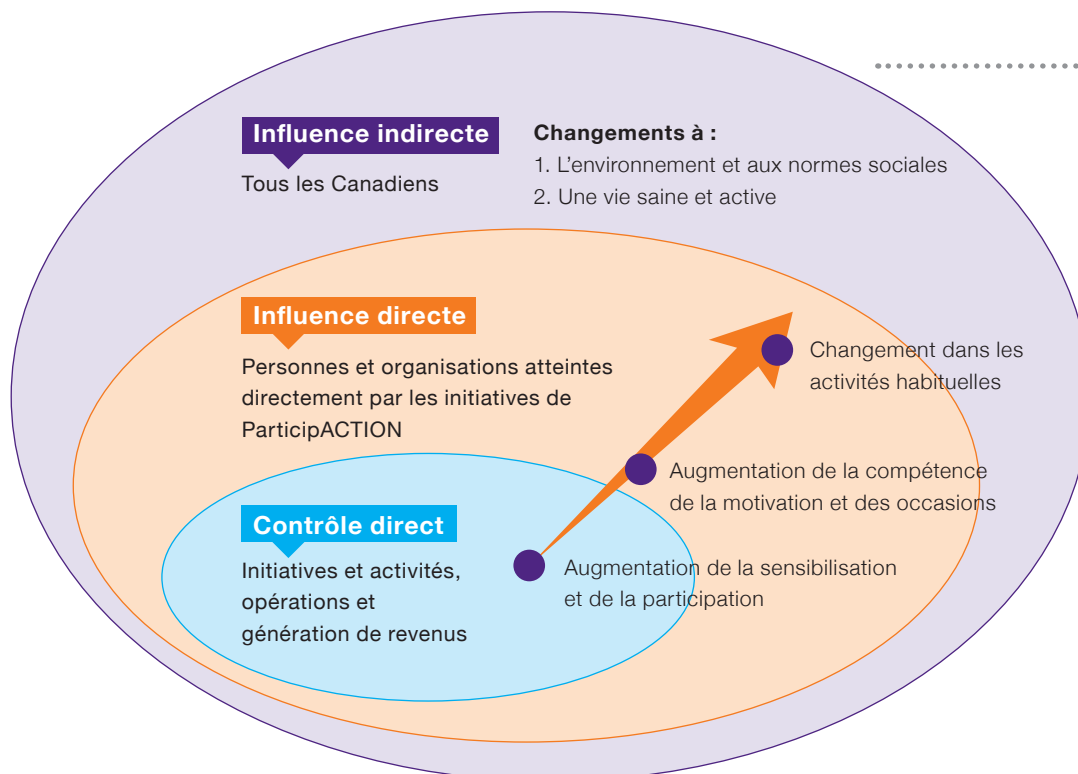 Influence indirecte
Tous les Canadiens
Changements à :
1. L'environnement et aux normes sociales
2. Une vie saine et active
Influence directe
Personnes et organisations atteintes
directement par les initiatives de
ParticipACTION
Changement dans les
activités habituelles
Augmentation de la compétence
de la motivation et des occasions
Contrôle direct
Initiatives et activités,
opérations et
génération de revenus
Augmentation de la sensibilisation
et de la participation